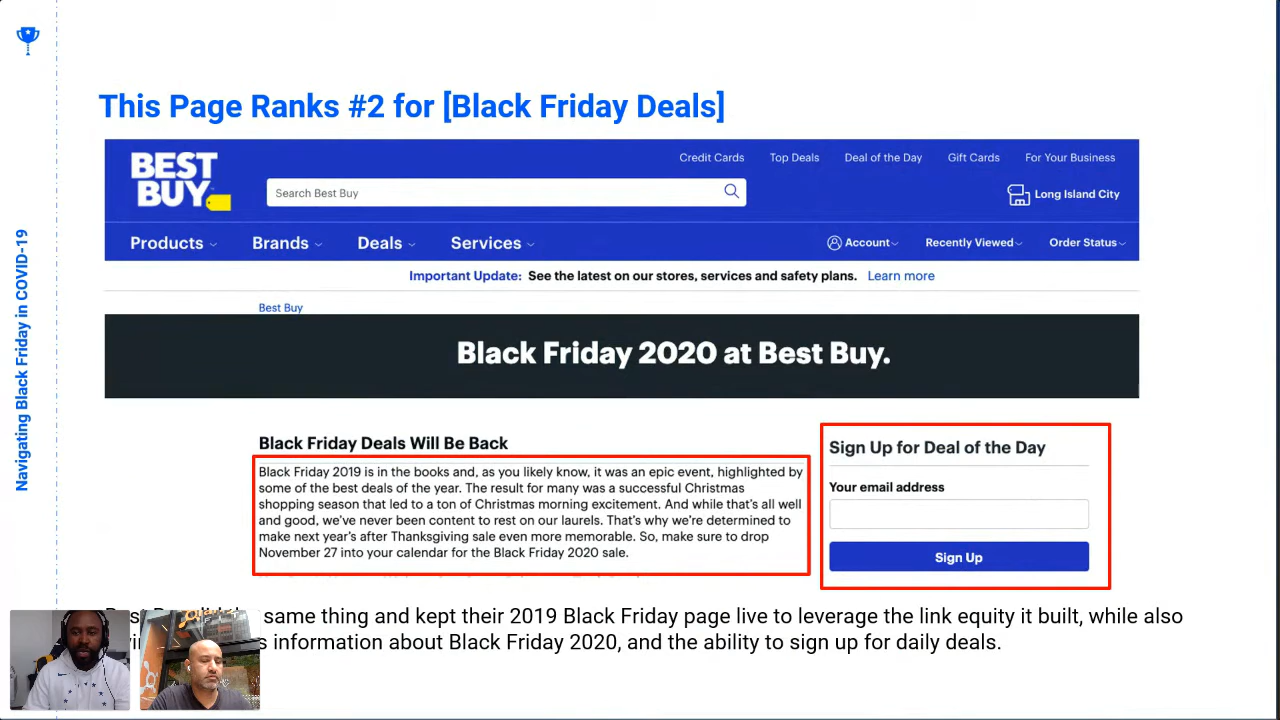 This Page Ranks #2 for [Black Friday Deals]
Navigating Black Friday in COVID-19
BEST
BUY
Credit Cards
Top Deals
Deal of the Day
Gift Cards
For Your Business
Search Best Buy
Long Island City
Products
Brands
Deals
Services
Account
Recently Viewed
Order Status
Important Update: See the latest on our stores, services and safety plans. Learn more
Best Buy
Black Friday 2020 at Best Buy.
Black Friday Deals Will Be Back
Black Friday 2019 is in the books and, as you likely know, it was an epic event, highlighted by
some of the best deals of the year. The result for many was a successful Christmas
shopping season that led to a ton of Christmas morning excitement. And while that's all well
and good, we've never been content to rest on our laurels. That's why we're determined to
make next year's after Thanksgiving sale even more memorable. So, make sure to drop
November 27 into your calendar for the Black Friday 2020 sale.
Sign Up for Deal of the Day
Your email address
Sign Up
same thing and kept their 2019 Black Friday page live to leverage the link equity it built, while also
information about Black Friday 2020, and the ability to sign up for daily deals.